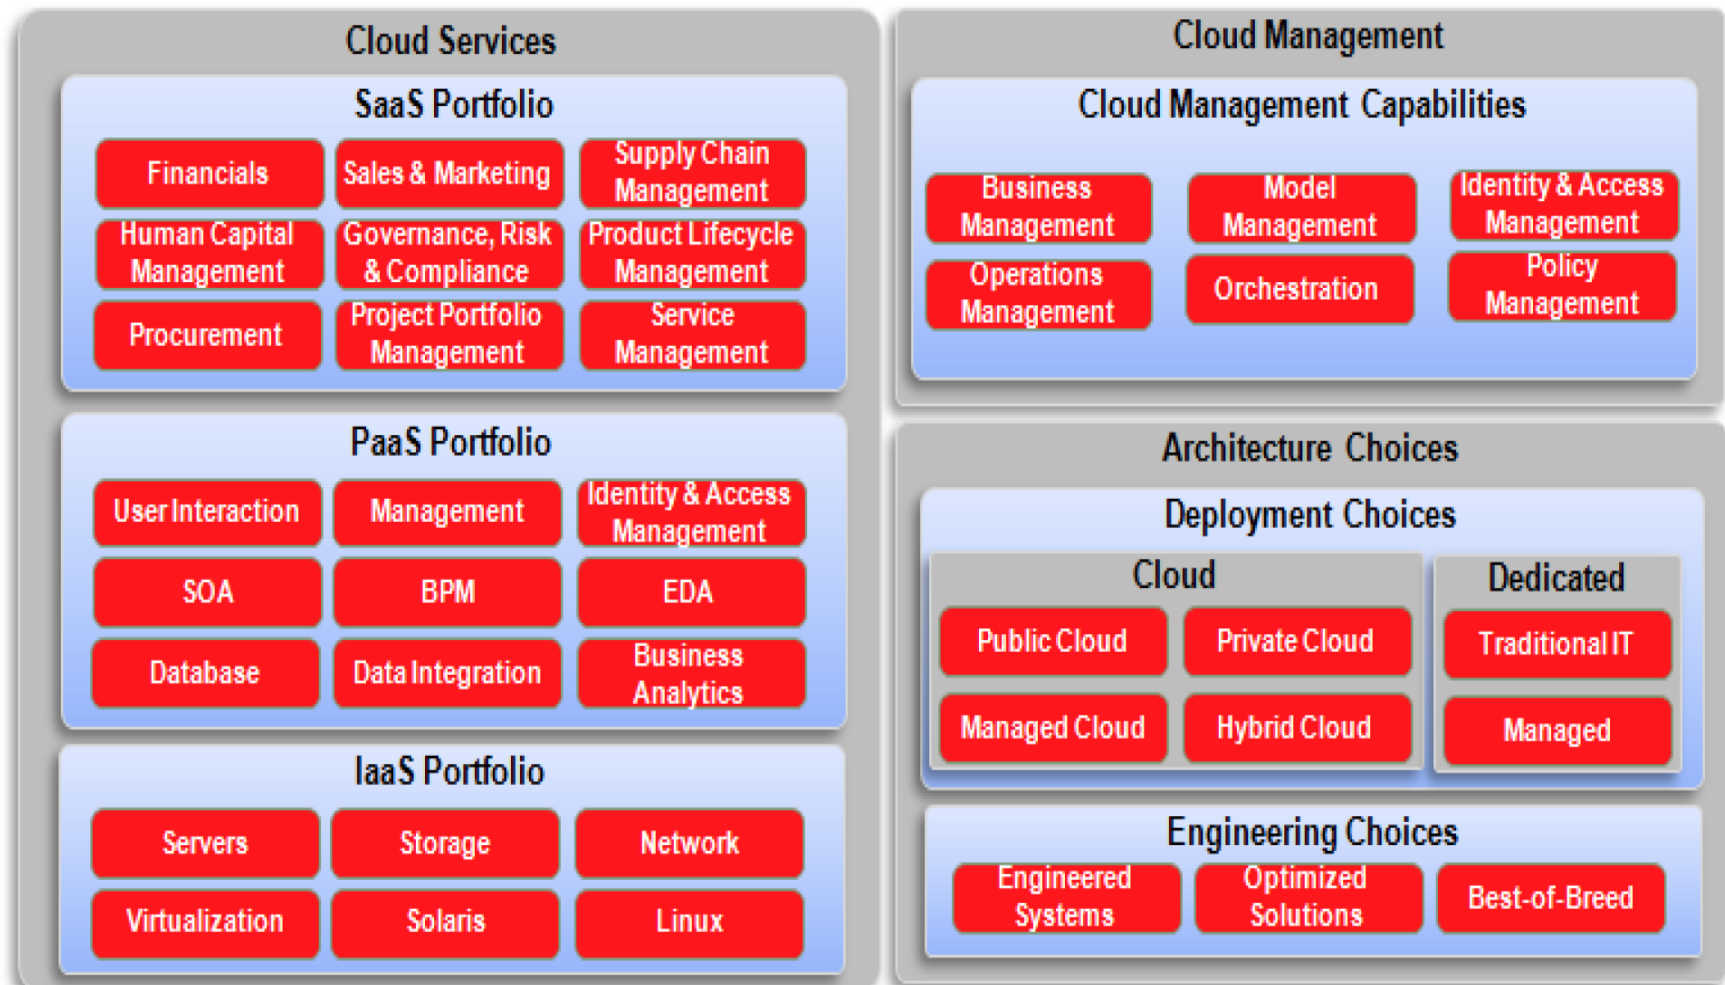 Cloud Services
SaaS Portfolio
Financials
Sales & Marketing
Supply Chain
Management
Human Capital
Management
Governance, Risk
& Compliance
Product Lifecycle
Management
Procurement
Project Portfolio
Management
Service
Management
PaaS Portfolio
User Interaction
Management
Identity & Access
Management
SOA
BPM
EDA
Database
Data Integration
Business
Analytics
IaaS Portfolio
Servers
Storage
Network
Virtualization
Solaris
Linux
Cloud Management
Cloud Management Capabilities
Business
Management
Model
Management
Identity & Access
Management
Operations
Management
Orchestration
Policy
Management
Architecture Choices
Deployment Choices
Cloud
Public Cloud
Private Cloud
Managed Cloud
Hybrid Cloud
Dedicated
Traditional IT
Managed
Engineering Choices
Engineered
Systems
Optimized
Solutions
Best-of-Breed